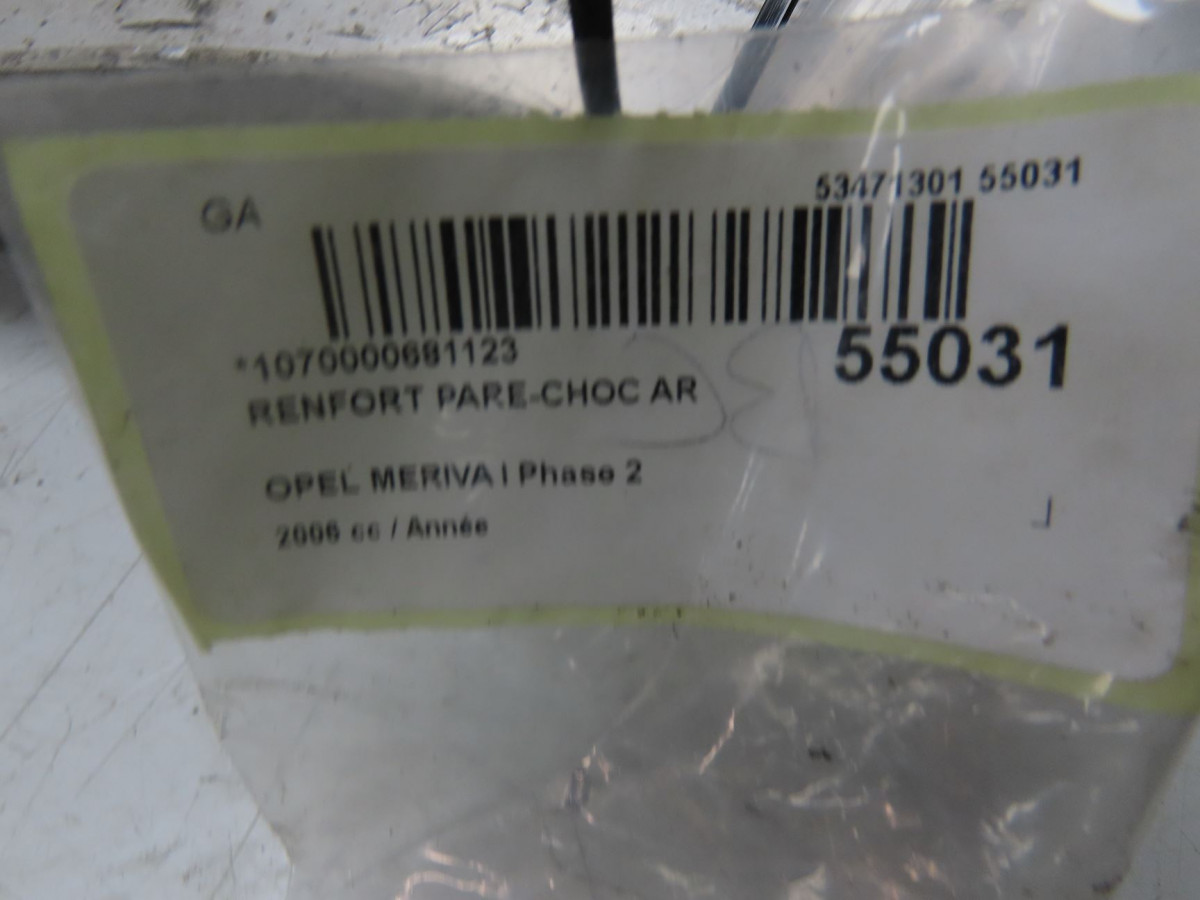 GA
53471301 55031
*1070000681123
55031
RENFORT PARE-CHOC AR
OPEL MERIVA I Phase 2
2006 cc / Année